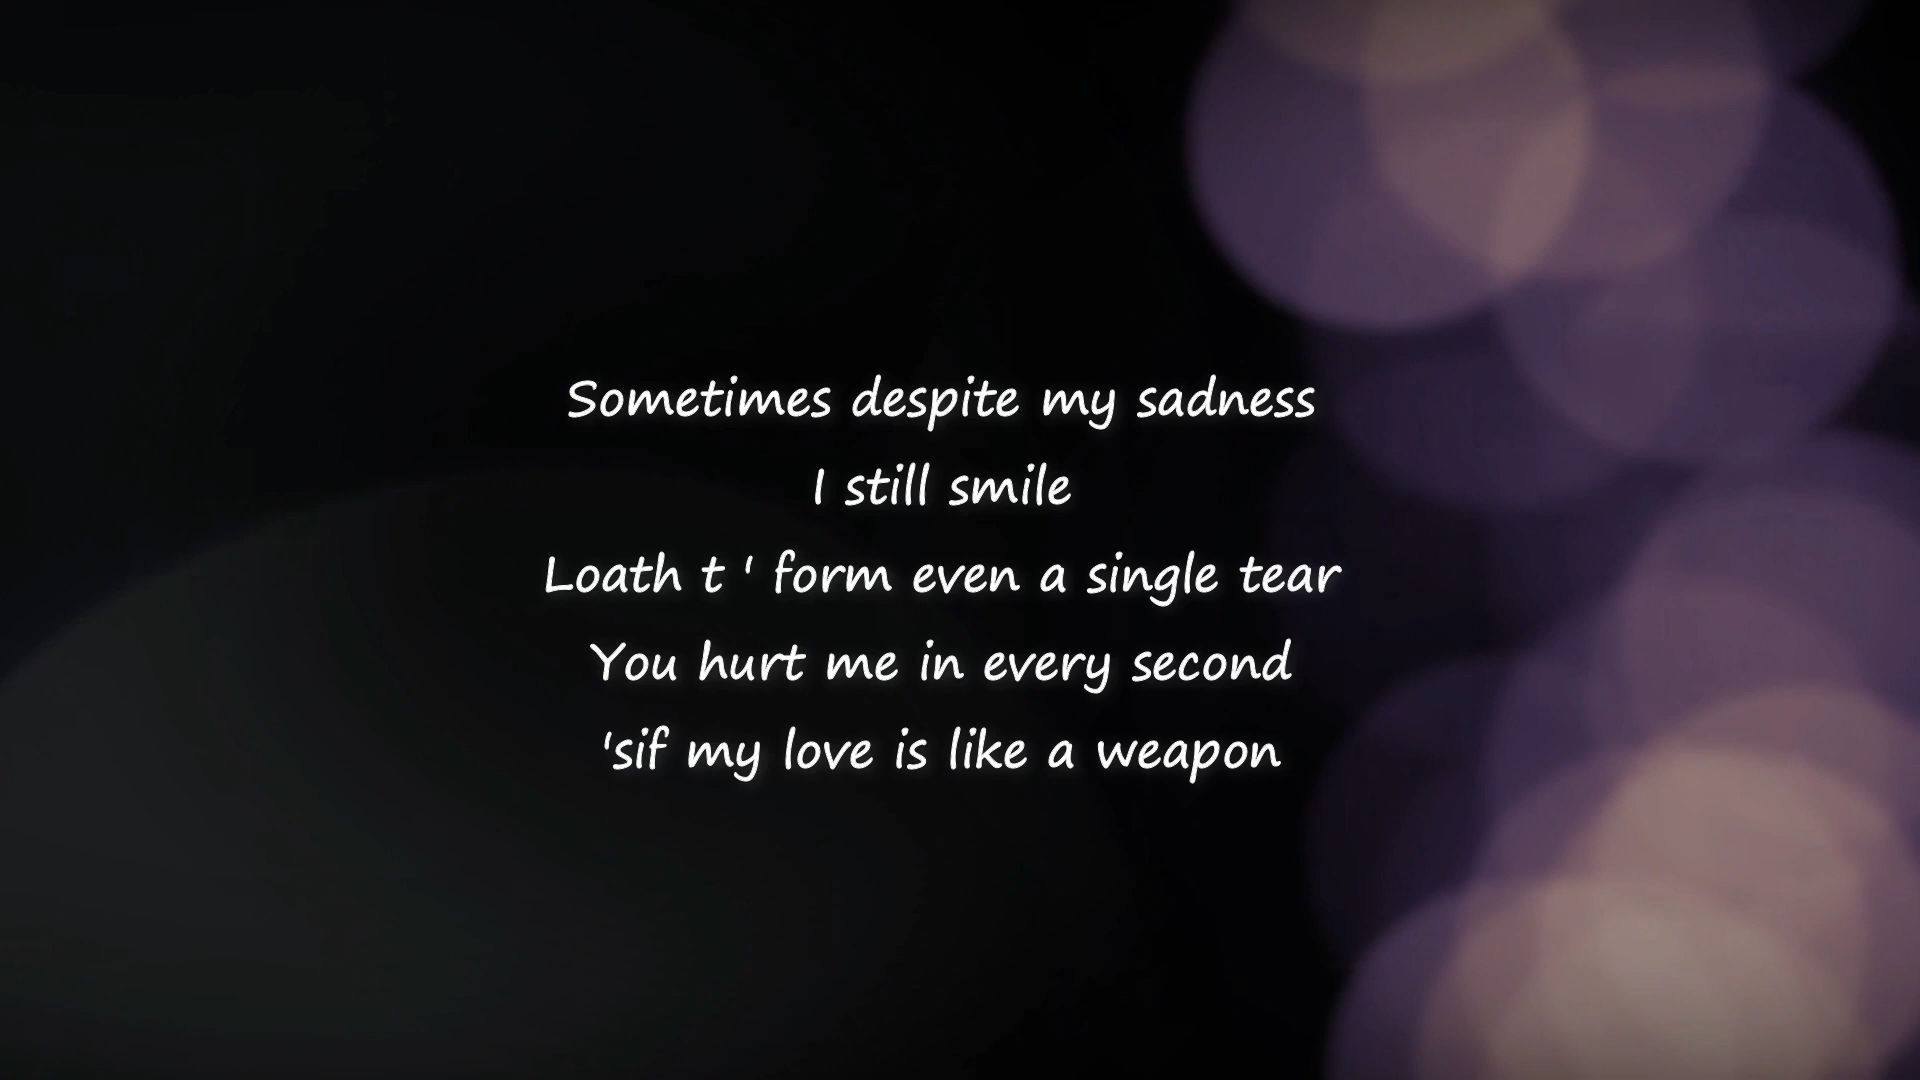 Sometimes despite my sadness
I still smile
Loath t ' form even a single tear
You hurt me in every second
'sif my love is like a weapon